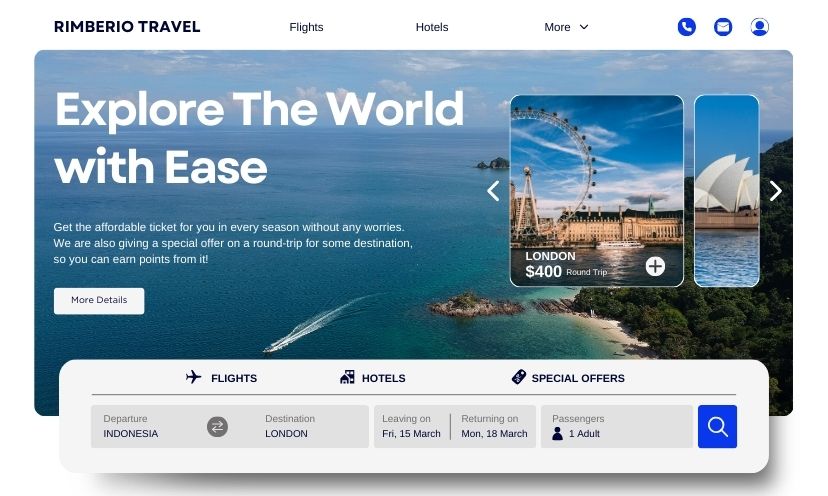 RIMBERIO TRAVEL
Flights
Hotels
More
Explore The World
with Ease
Get the affordable ticket for you in every season without any worries.
We are also giving a special offer on a round-trip for some destination,
so you can earn points from it!
More Details
LONDON
$400 Round Trip
FLIGHTS
HOTELS
SPECIAL OFFERS
Departure
INDONESIA
Destination
LONDON
Leaving on
Fri, 15 March
Returning on
Mon, 18 March
Passengers
1 Adult